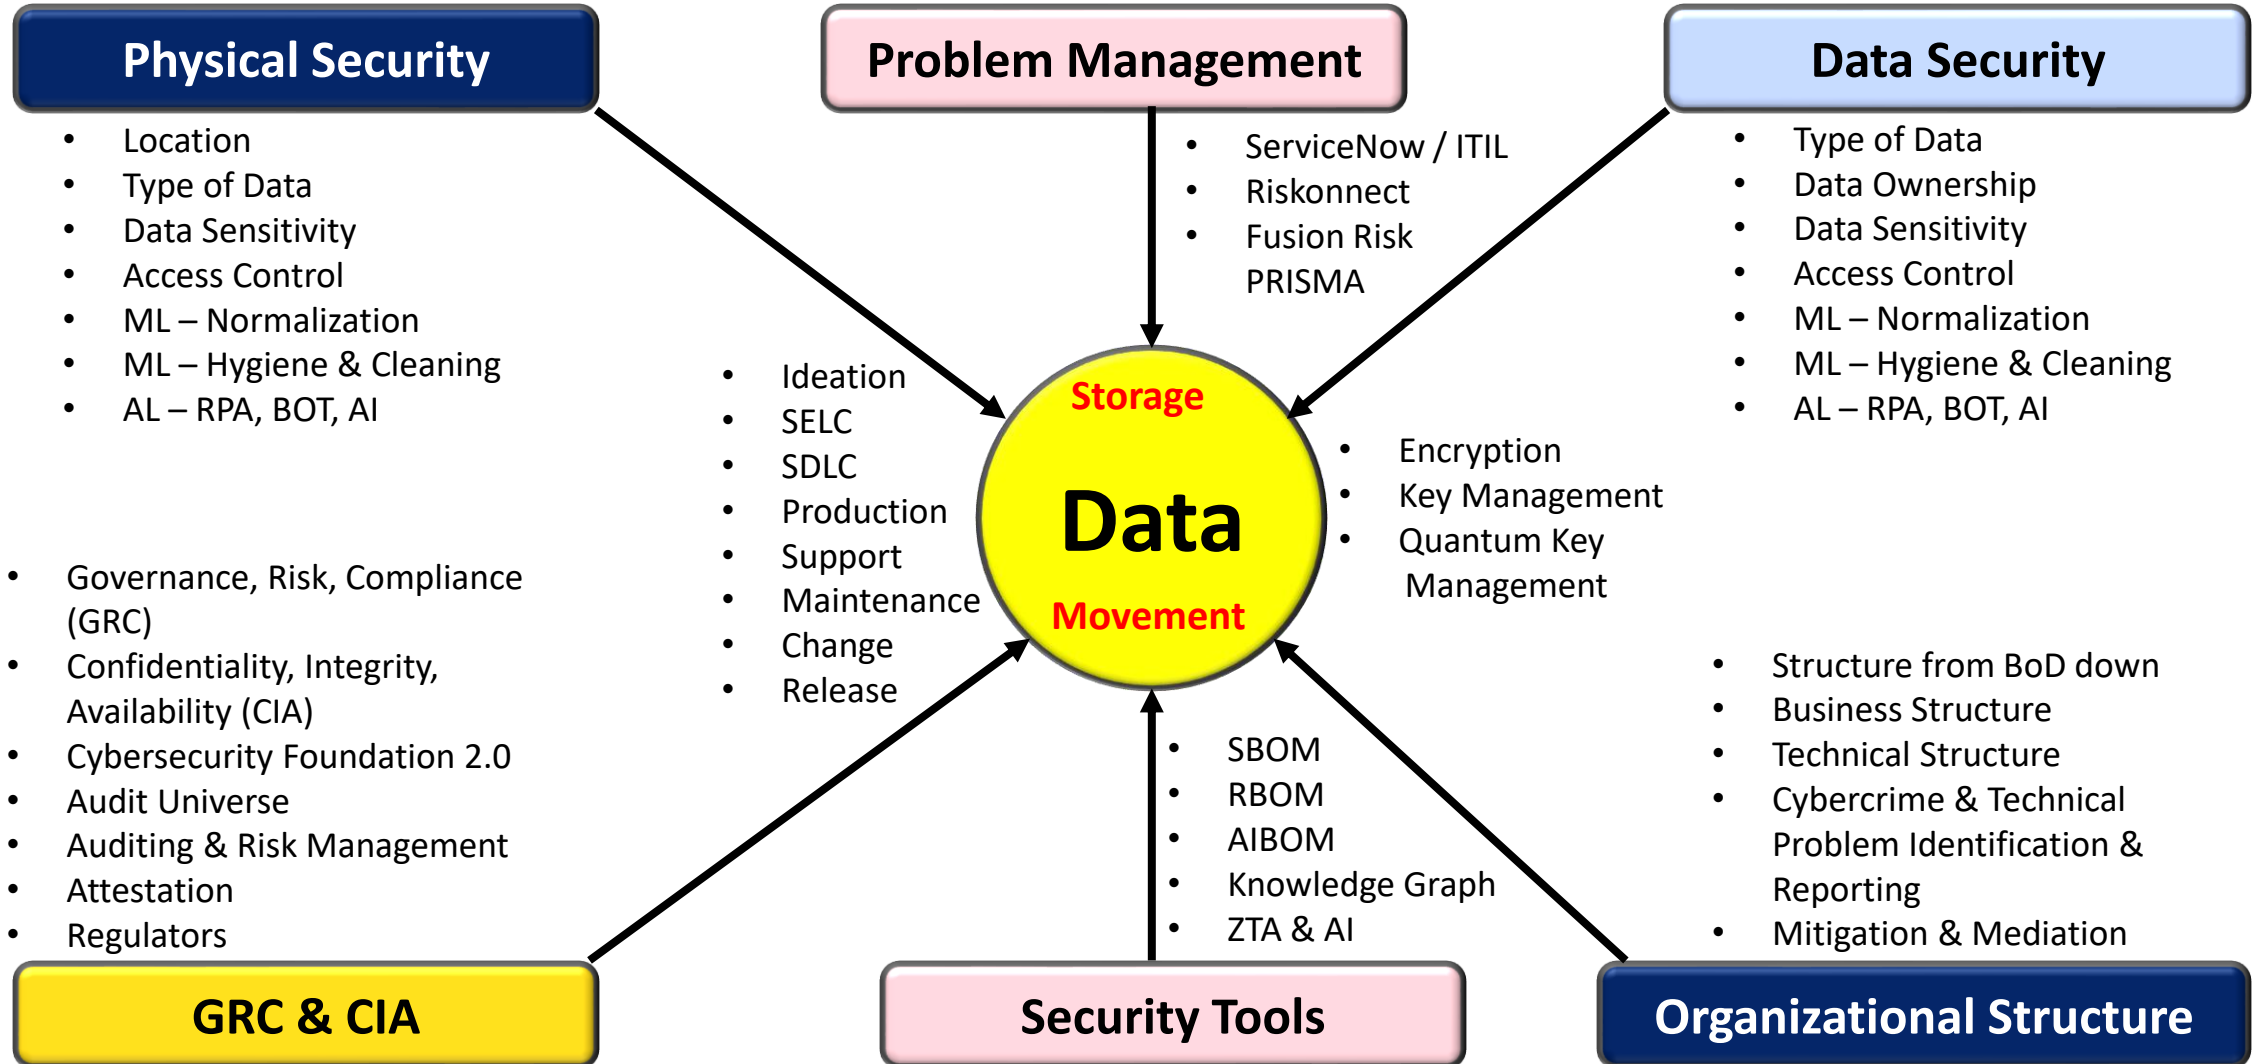 Physical Security
• Location
• Type of Data
• Data Sensitivity
• Access Control
• ML – Normalization
• ML – Hygiene & Cleaning
• AL – RPA, BOT, AI
Problem Management
• ServiceNow / ITIL
• Riskonnect
• Fusion Risk
PRISMA
Data Security
• Type of Data
• Data Ownership
• Data Sensitivity
• Access Control
• ML – Normalization
• ML – Hygiene & Cleaning
• AL – RPA, BOT, AI
• Ideation
• SELC
• SDLC
• Production
• Support
• Maintenance
• Change
• Release
Storage
Data
Movement
• Encryption
• Key Management
• Quantum Key
Management
• Governance, Risk, Compliance
(GRC)
• Confidentiality, Integrity,
Availability (CIA)
• Cybersecurity Foundation 2.0
• Audit Universe
• Auditing & Risk Management
• Attestation
• Regulators
GRC & CIA
• SBOM
• RBOM
• AIBOM
• Knowledge Graph
• ZTA & AI
Security Tools
• Structure from BoD down
• Business Structure
• Technical Structure
• Cybercrime & Technical
Problem Identification &
Reporting
• Mitigation & Mediation
Organizational Structure